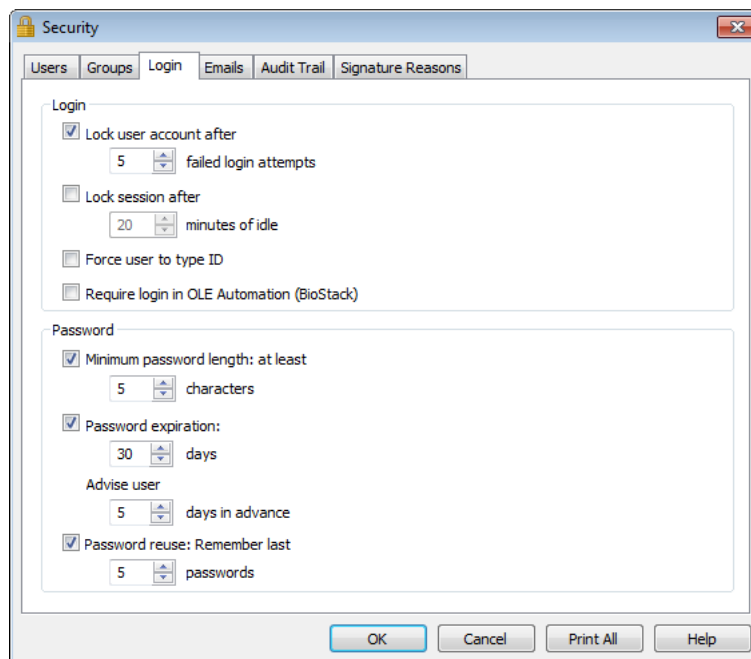 Security
Users Groups Login Emails Audit Trail Signature Reasons
Login
Lock user account after
5 failed login attempts
Lock session after
20 minutes of idle
Force user to type ID
Require login in OLE Automation (BioStack)
Password
Minimum password length: at least
5 characters
Password expiration:
30 days
Advise user
5 days in advance
Password reuse: Remember last
5 passwords
OK Cancel Print All Help